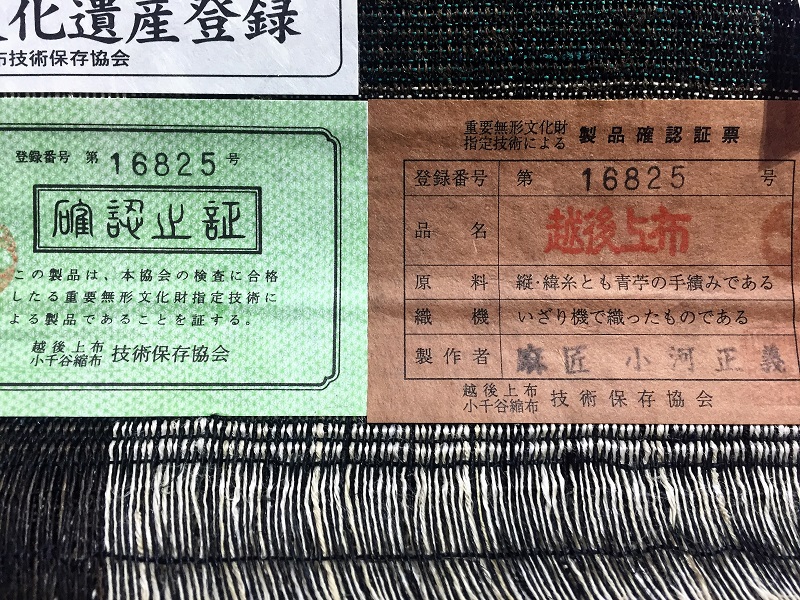 化遺産登録
布技術保存協会
登録番号 第 16825 号
確認之証
この製品は、本協会の検査に合格
したる重要無形文化財指定技術に
よる製品であることを証する。
越後上布
小千谷縮布 技術保存協会
重要無形文化財
指定技術による 製品確認証票
登録番号 第 16825 号
品名 越後上布
原料 縦・緯糸とも青苧の手績みである
織機 いざり機で織ったものである
製作者 麻匠 小河正義
越後上布
小千谷縮布 技術保存協会